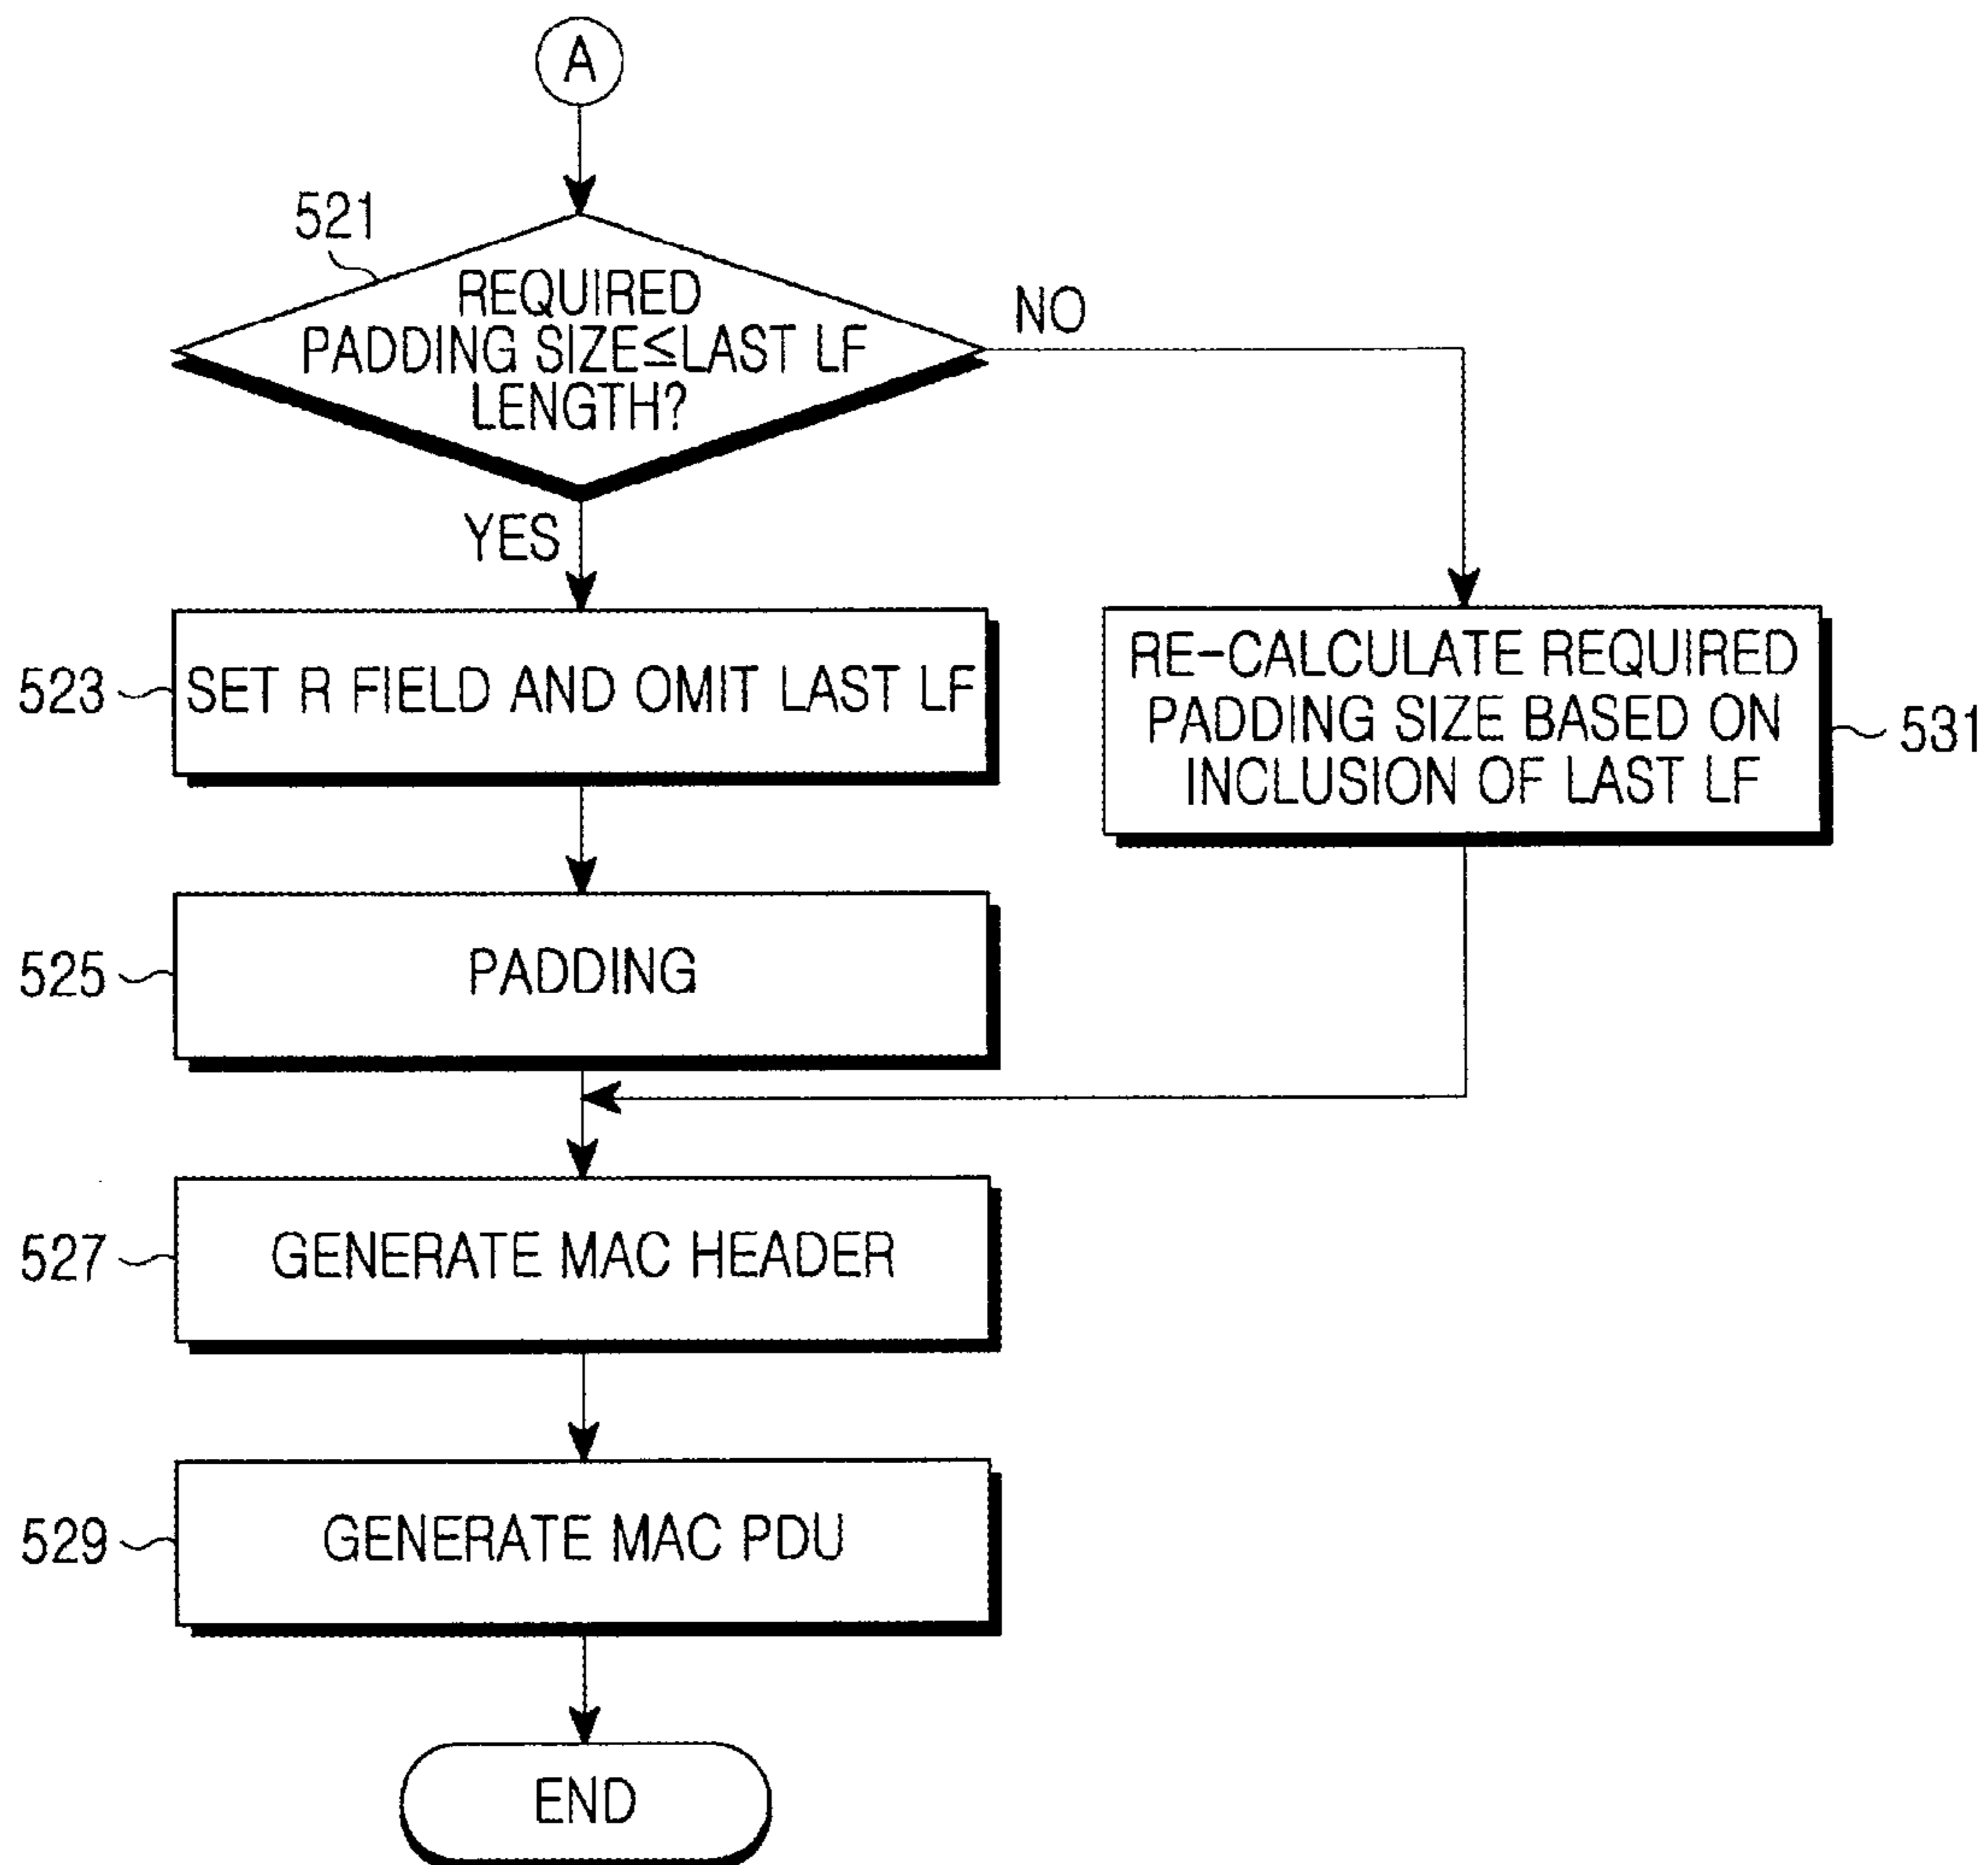 A
521
REQUIRED
PADDING SIZE≦LAST LF
LENGTH?
NO
YES
523
SET R FIELD AND OMIT LAST LF
RE-CALCULATE REQUIRED
PADDING SIZE BASED ON
INCLUSION OF LAST LF
531
525
PADDING
527
GENERATE MAC HEADER
529
GENERATE MAC PDU
END